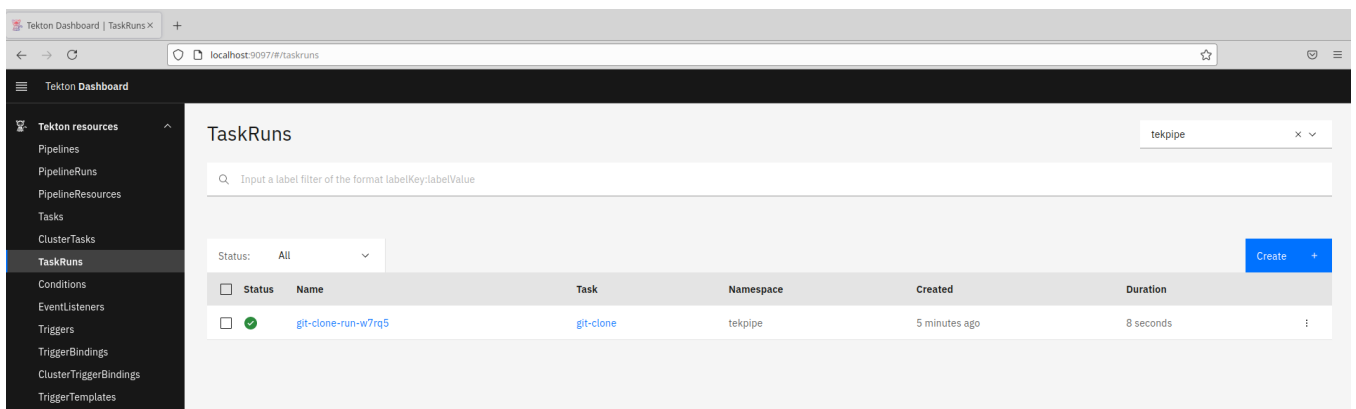 Tekton Dashboard | TaskRuns
localhost:9097/#/taskruns
Tekton Dashboard
Tekton resources
Pipelines
PipelineRuns
PipelineResources
Tasks
ClusterTasks
TaskRuns
Conditions
EventListeners
Triggers
TriggerBindings
ClusterTriggerBindings
TriggerTemplates
TaskRuns
tekpipe
Input a label filter of the format labelKey:labelValue
Status: All
Create +
Status Name Task Namespace Created Duration
git-clone-run-w7rq5 git-clone tekpipe 5 minutes ago 8 seconds